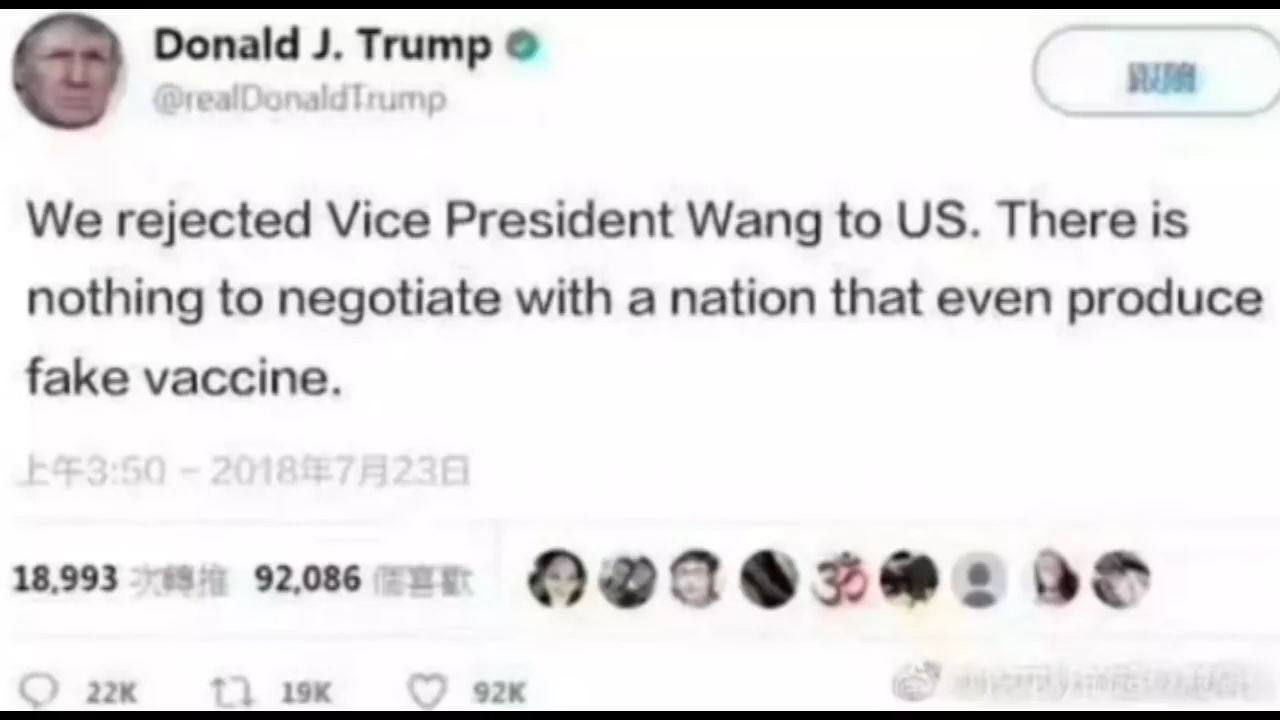 Donald J. Trump
@realDonaldTrump
跟隨
We rejected Vice President Wang to US. There is
nothing to negotiate with a nation that even produce
fake vaccine.
上午3:50 - 2018年7月23日
18,993 次轉推 92,086 個喜歡
22K 19K 92K